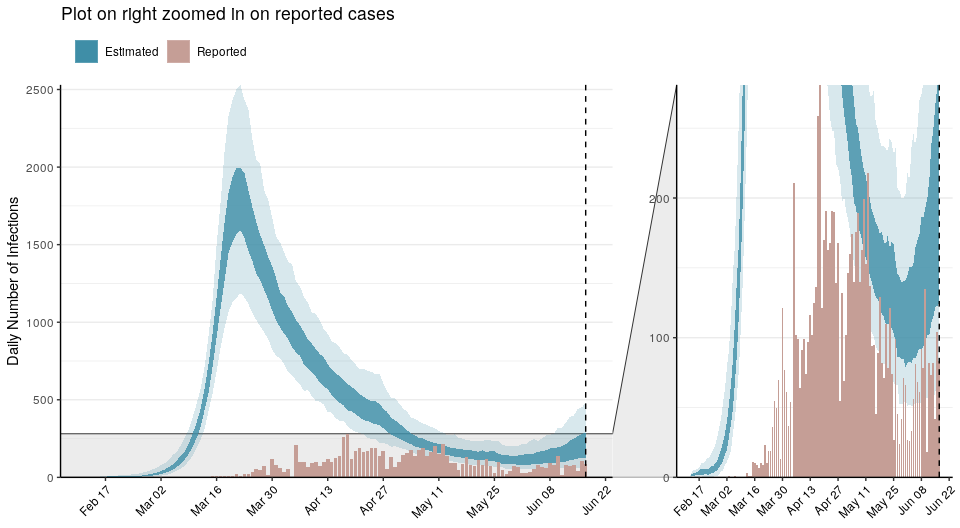 Plot on right zoomed in on reported cases
Estimated Reported
Daily Number of Infections
2500
2000
1500
1000
500
0
Feb 17 Mar 02 Mar 16 Mar 30 Apr 13 Apr 27 May 11 May 25 Jun 08 Jun 22
200
100
0
Feb 17 Mar 02 Mar 16 Mar 30 Apr 13 Apr 27 May 11 May 25 Jun 08 Jun 22